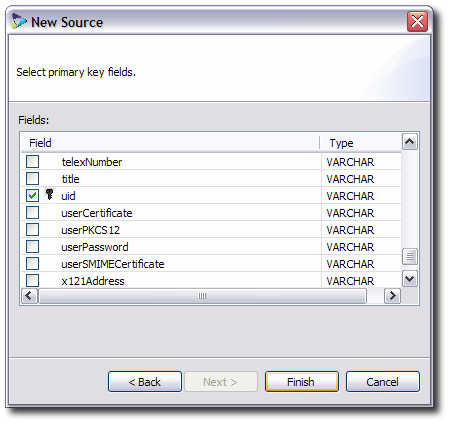 New Source
Select primary key fields.
Fields:
Field Type
telexNumber VARCHAR
title VARCHAR
uid VARCHAR
userCertificate VARCHAR
userPKCS12 VARCHAR
userPassword VARCHAR
userSMIMECertificate VARCHAR
x121Address VARCHAR
< Back Next > Finish Cancel